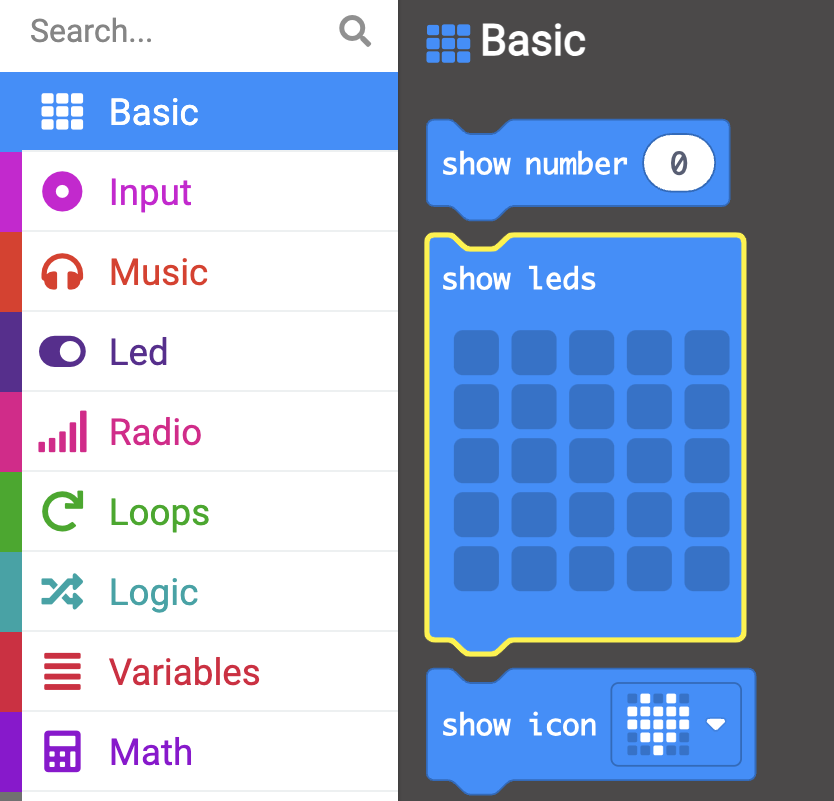 Search...
Basic
Input
Music
Led
Radio
Loops
Logic
Variables
Math
Basic
show number 0
show leds
show icon